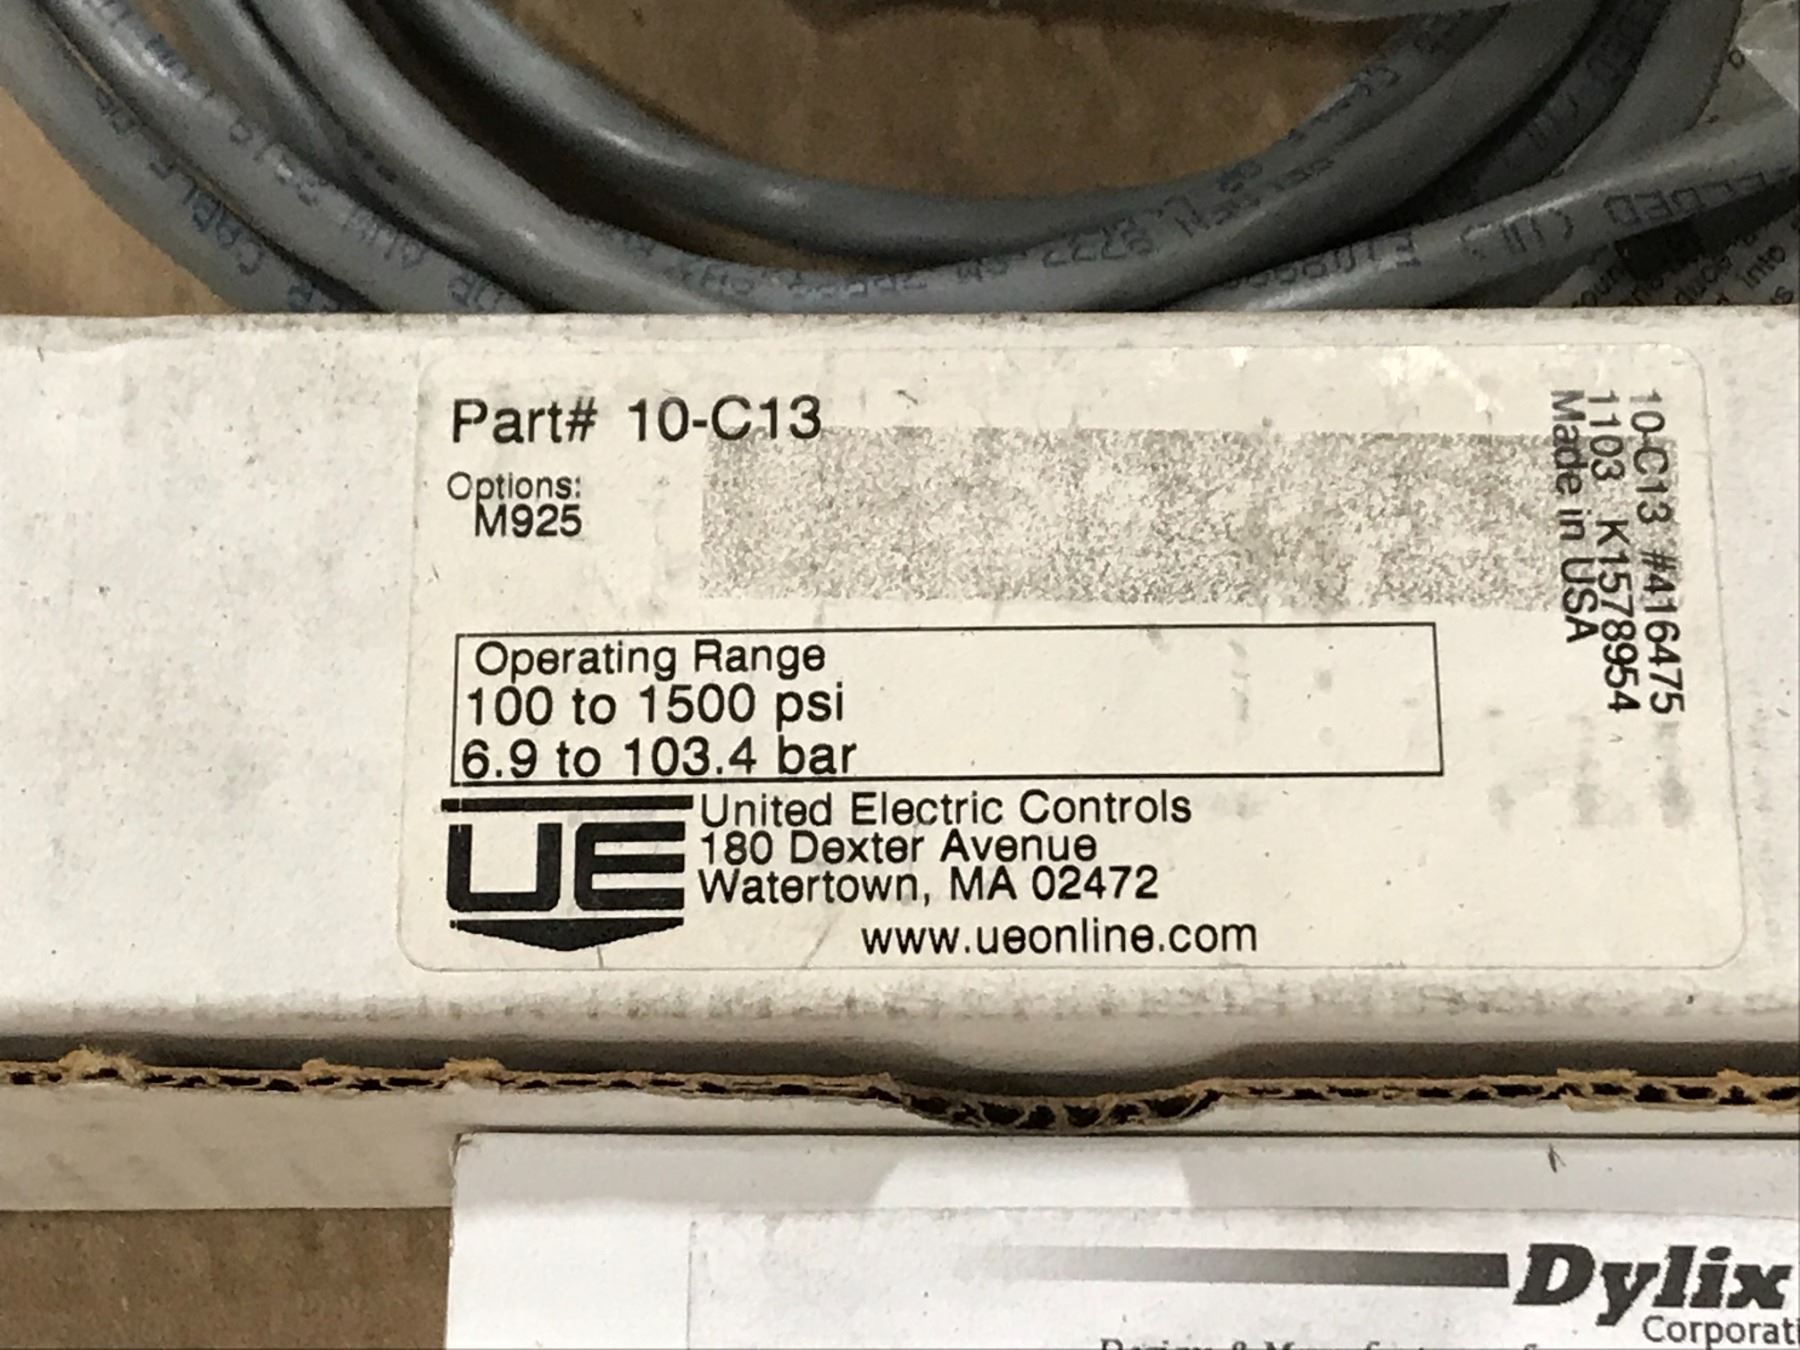 Part# 10-C13
Options:
M925
10-C13 #416475
1103 K1578954
Made in USA
Operating Range
100 to 1500 psi
6.9 to 103.4 bar
UE
United Electric Controls
180 Dexter Avenue
Watertown, MA 02472
www.ueonline.com
into
Dylix